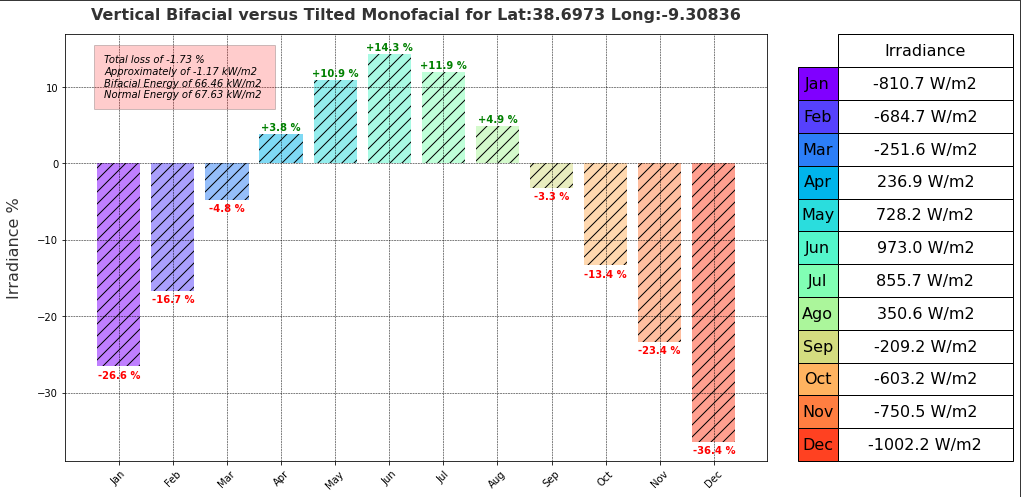 Vertical Bifacial versus Tilted Monofacial for Lat:38.6973 Long:-9.30836
Total loss of -1.73 %
Approximately of -1.17 kW/m2
Bifacial Energy of 66.46 kW/m2
Normal Energy of 67.63 kW/m2
Irradiance %
10
0
−10
−20
−30
-26.6 %
-16.7 %
-4.8 %
+3.8 %
+10.9 %
+14.3 %
+11.9 %
+4.9 %
-3.3 %
-13.4 %
-23.4 %
-36.4 %
Jan
Feb
Mar
Apr
May
Jun
Jul
Aug
Sep
Oct
Nov
Dec
Irradiance
Jan -810.7 W/m2
Feb -684.7 W/m2
Mar -251.6 W/m2
Apr 236.9 W/m2
May 728.2 W/m2
Jun 973.0 W/m2
Jul 855.7 W/m2
Ago 350.6 W/m2
Sep -209.2 W/m2
Oct -603.2 W/m2
Nov -750.5 W/m2
Dec -1002.2 W/m2